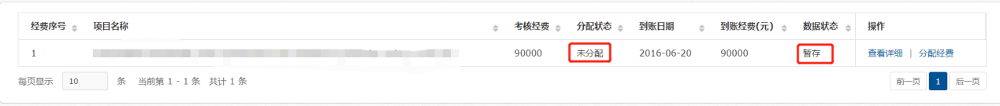 经费序号 项目名称 考核经费 分配状态 到账日期 到账经费(元) 数据状态 操作
1 90000 未分配 2016-06-20 90000 暂存 查看详细 | 分配经费
每页显示 10 条 当前第 1 - 1 条 共计 1 条 前一页 1 后一页